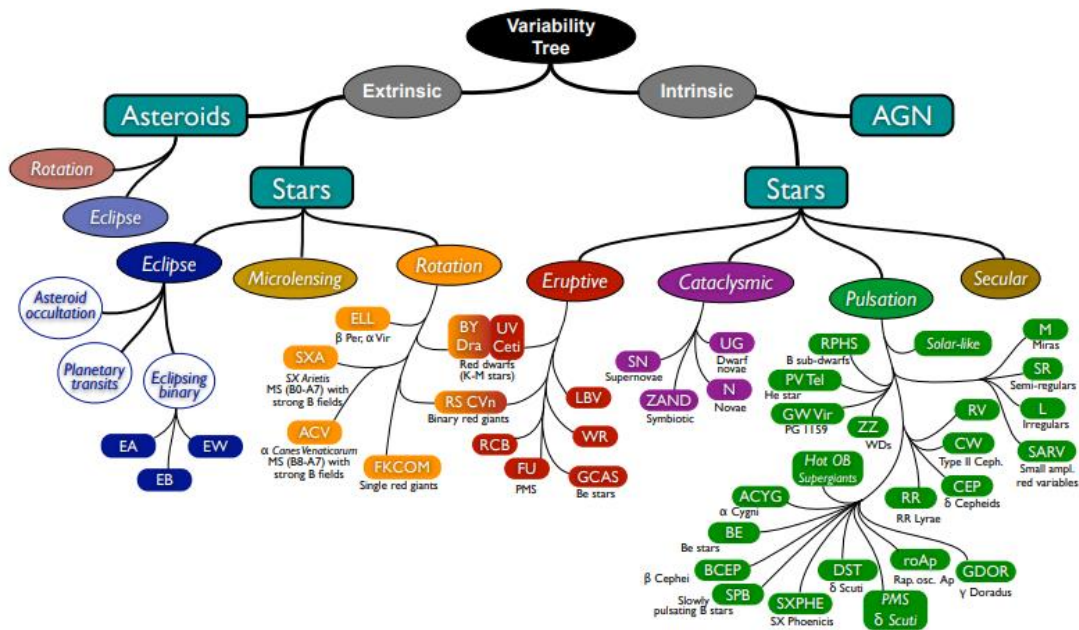 Variability
Tree
Extrinsic
Intrinsic
Asteroids
AGN
Rotation
Eclipse
Stars
Stars
Eclipse
Microlensing
Rotation
Eruptive
Cataclysmic
Pulsation
Secular
Asteroid
occultation
Planetary
transits
Eclipsing
binary
EA
EB
EW
ELL
β Per, α Vir
SXA
SX Arietis
MS (B0-A7) with
strong B fields
ACV
α Canes Venaticorum
MS (B8-A7) with
strong B fields
FKCOM
Single red giants
BY
Dra
UV
Ceti
Red dwarfs
(K-M stars)
RS CVn
Binary red giants
LBV
WR
RCB
FU
PMS
GCAS
Be stars
SN
Supernovae
UG
Dwarf
novae
ZAND
Symbiotic
N
Novae
RPHS
B sub-dwarfs
Solar-like
PV Tel
He star
GW Vir
PG 1159
ZZ
WDs
M
Miras
SR
Semi-regulars
L
Irregulars
SARV
Small ampl.
red variables
RV
CW
Type II Ceph.
CEP
δ Cepheids
RR
RR Lyrae
Hot OB
Supergiants
ACYG
α Cygni
BE
Be stars
BCEP
β Cephei
SPB
Slowly
pulsating B stars
SXPHE
SX Phoenicis
DST
δ Scuti
PMS
δ Scuti
roAp
Rap. osc. Ap
GDOR
γ Doradus